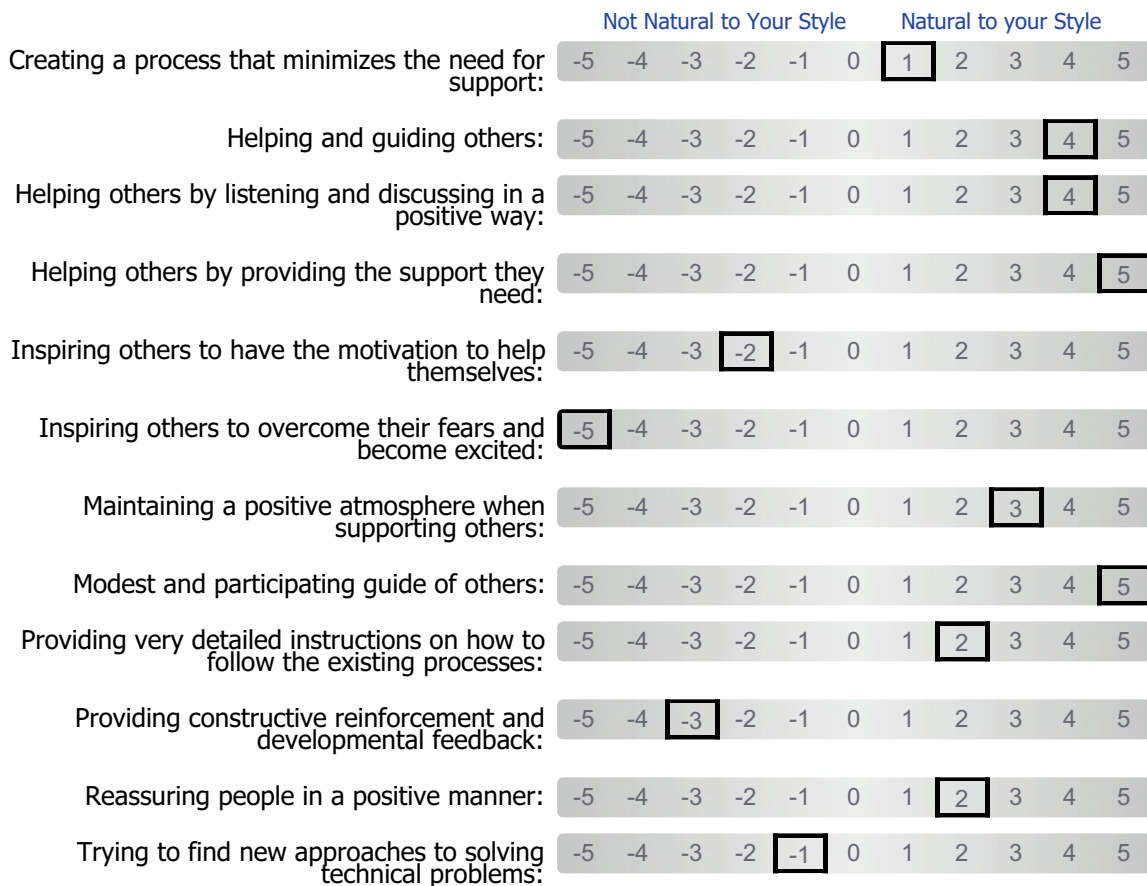 Not Natural to Your Style Natural to your Style
Creating a process that minimizes the need for
support:
-5 -4 -3 -2 -1 0 1 2 3 4 5
Helping and guiding others: -5 -4 -3 -2 -1 0 1 2 3 4 5
Helping others by listening and discussing in a
positive way:
-5 -4 -3 -2 -1 0 1 2 3 4 5
Helping others by providing the support they
need:
-5 -4 -3 -2 -1 0 1 2 3 4 5
Inspiring others to have the motivation to help
themselves:
-5 -4 -3 -2 -1 0 1 2 3 4 5
Inspiring others to overcome their fears and
become excited:
-5 -4 -3 -2 -1 0 1 2 3 4 5
Maintaining a positive atmosphere when
supporting others:
-5 -4 -3 -2 -1 0 1 2 3 4 5
Modest and participating guide of others: -5 -4 -3 -2 -1 0 1 2 3 4 5
Providing very detailed instructions on how to
follow the existing processes:
-5 -4 -3 -2 -1 0 1 2 3 4 5
Providing constructive reinforcement and
developmental feedback:
-5 -4 -3 -2 -1 0 1 2 3 4 5
Reassuring people in a positive manner: -5 -4 -3 -2 -1 0 1 2 3 4 5
Trying to find new approaches to solving
technical problems:
-5 -4 -3 -2 -1 0 1 2 3 4 5